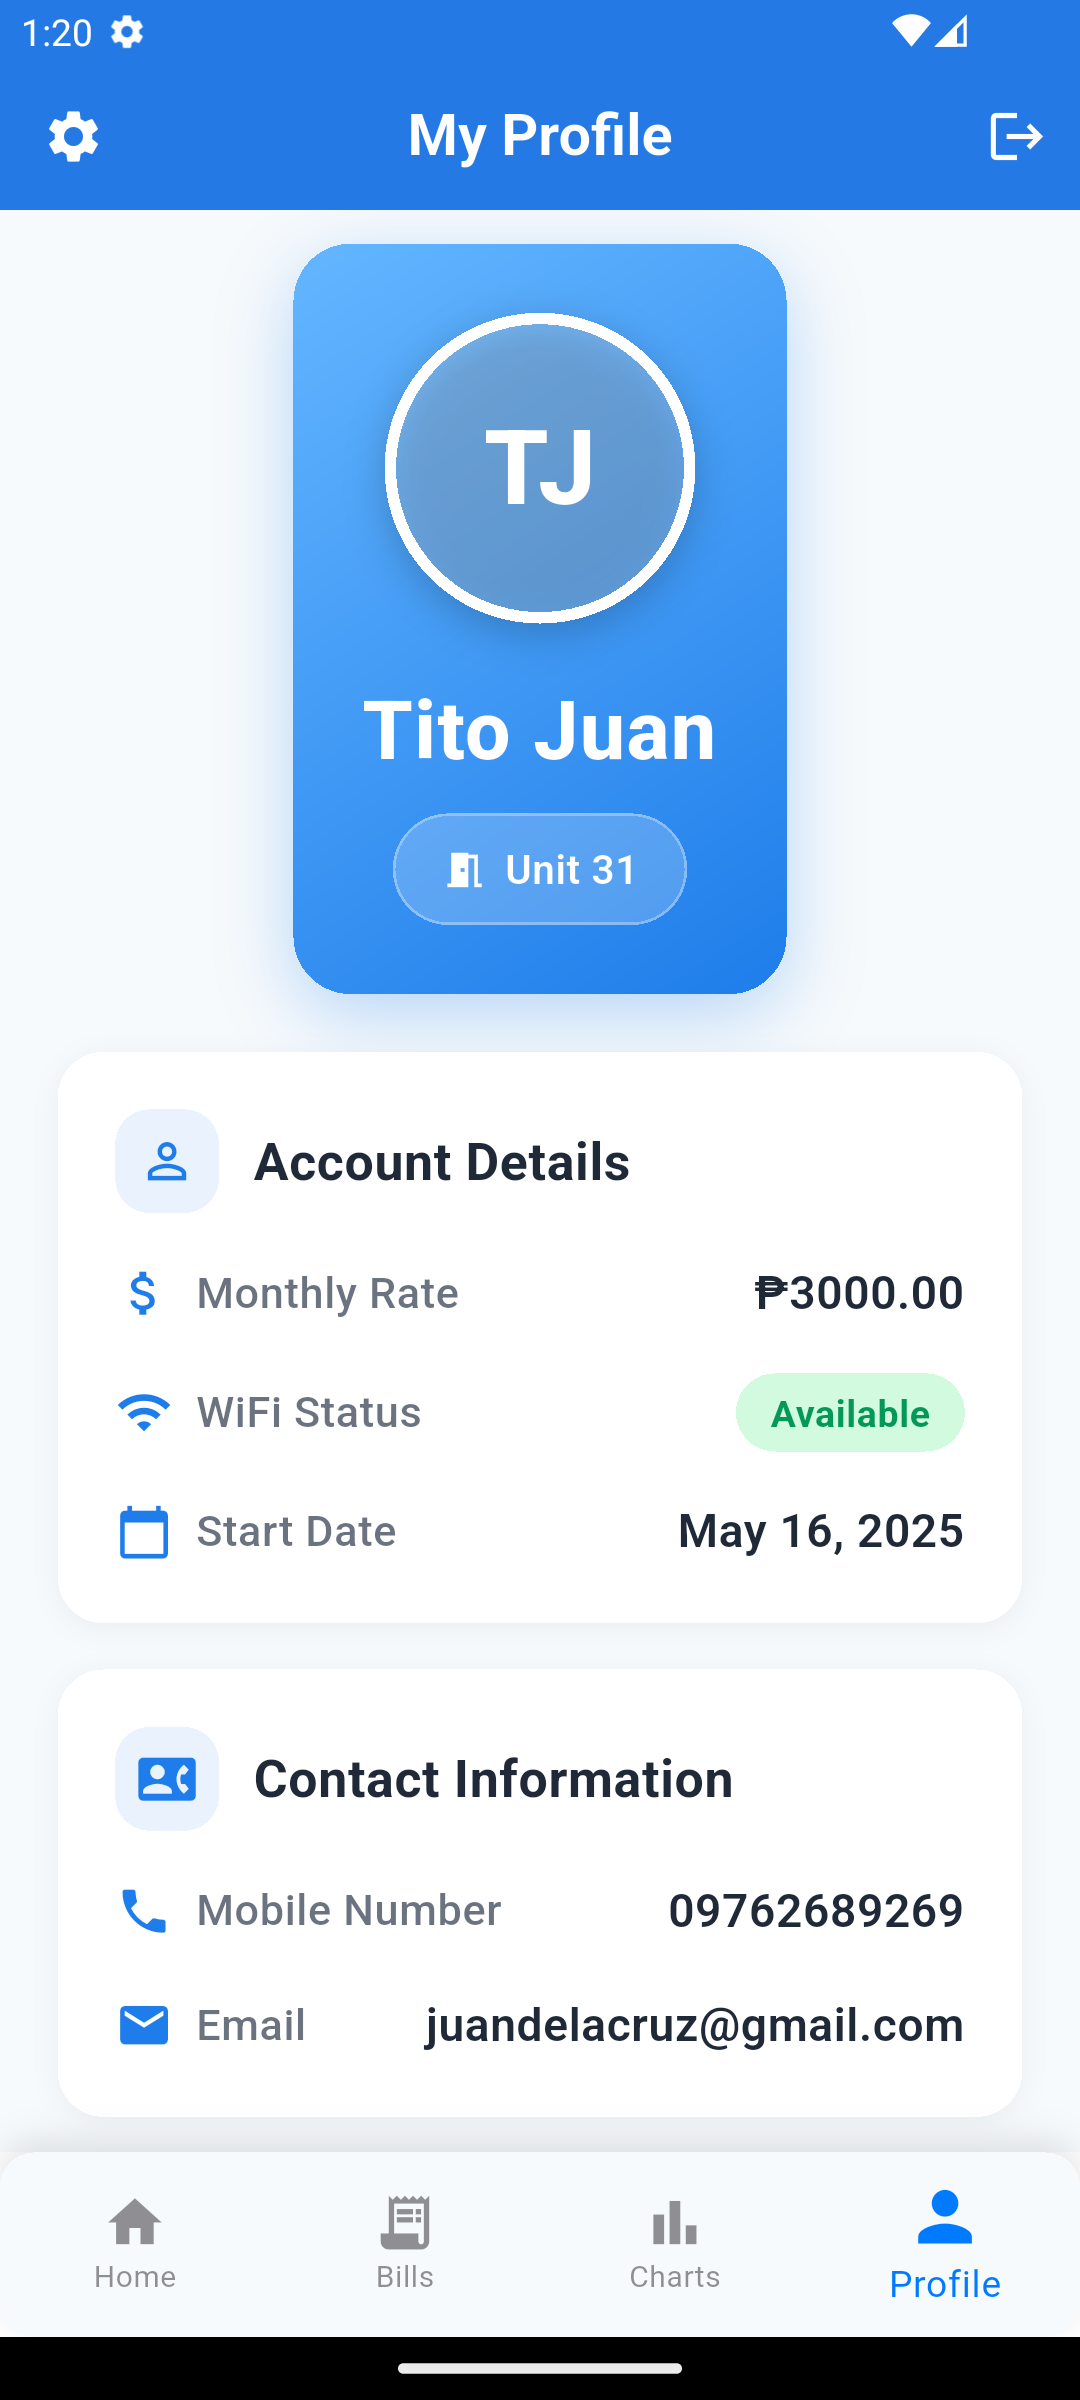 1:20
My Profile
TJ
Tito Juan
Unit 31
Account Details
Monthly Rate ₱3000.00
WiFi Status Available
Start Date May 16, 2025
Contact Information
Mobile Number 09762689269
Email juandelacruz@gmail.com
Home Bills Charts Profile